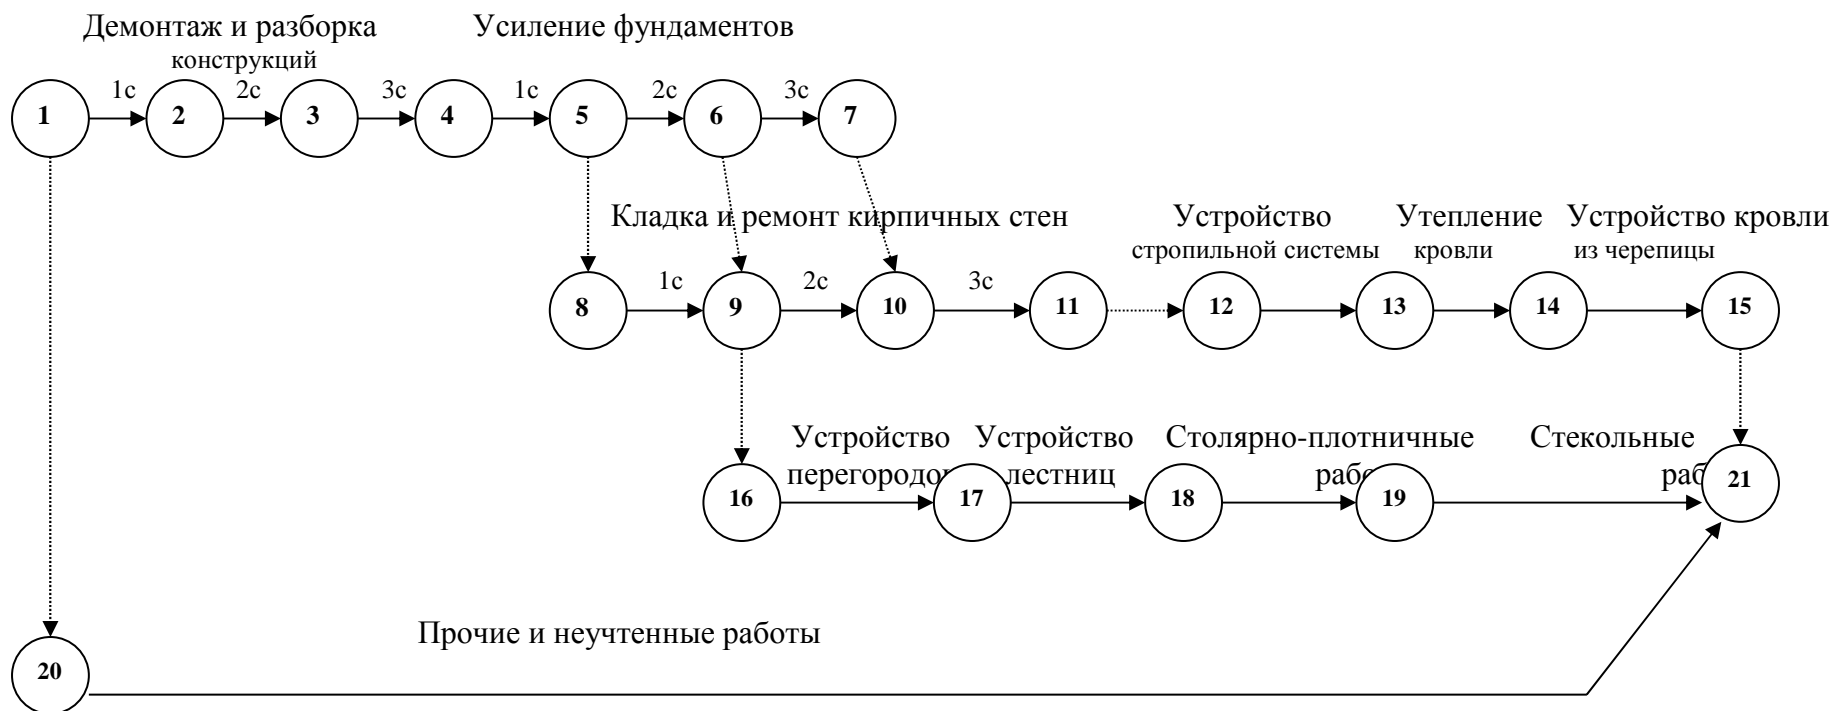 Демонтаж и разборка Усиление фундаментов
конструкций
1с 2с 3с 1с 2с 3с
1 2 3 4 5 6 7
Кладка и ремонт кирпичных стен Устройство Утепление Устройство кровли
стропильной системы кровли из черепицы
1с 2с 3с
8 9 10 11 12 13 14 15
Устройство Устройство Столярно-плотничные Стекольные
лестниц
16 17 18 19 21
Прочие и неучтенные работы
20